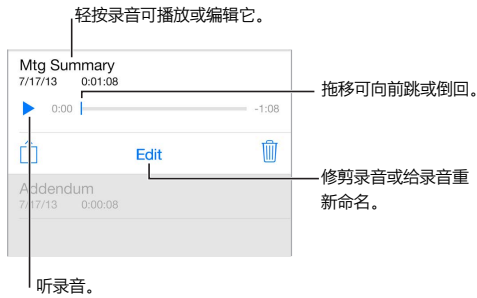 轻按录音可播放或编辑它。
Mtg Summary
7/17/13 0:01:08
拖移可向前跳或倒回。
0:00 -1:08
Edit
修剪录音或给录音重
新命名。
Addendum
7/17/13 0:00:08
听录音。